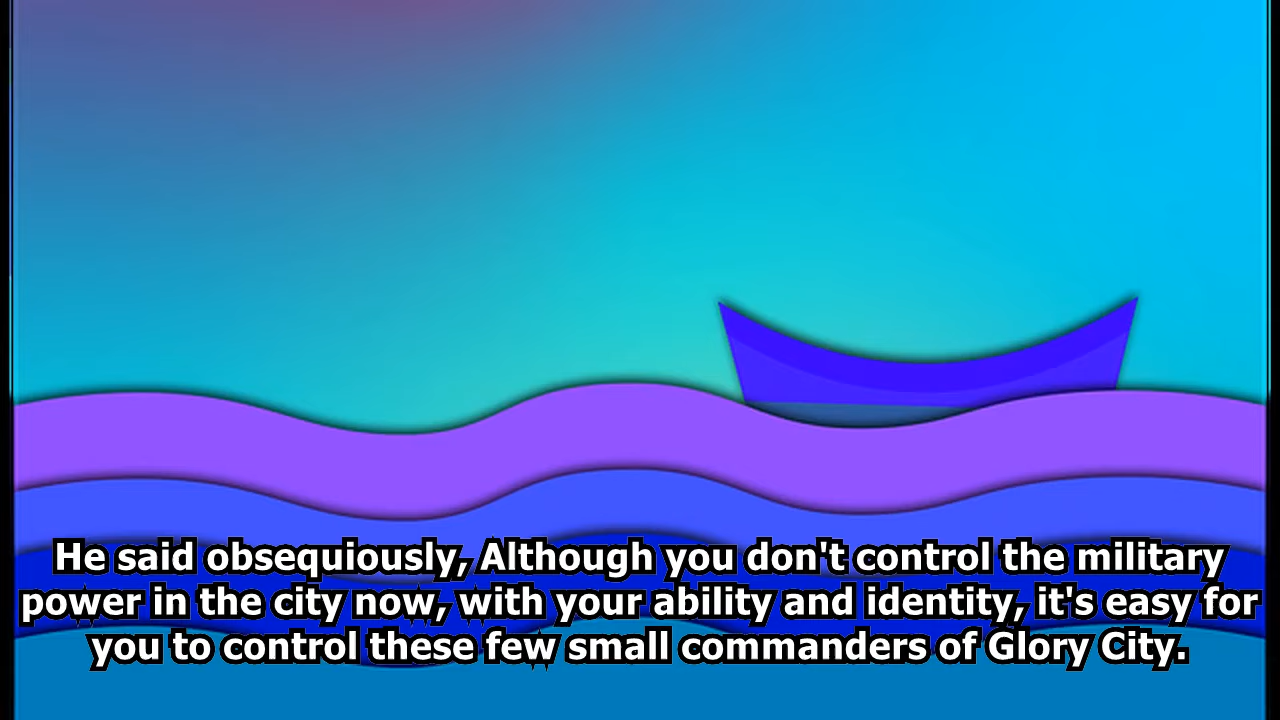 He said obsequiously, Although you don't control the military
power in the city now, with your ability and identity, it's easy for
you to control these few small commanders of Glory City.